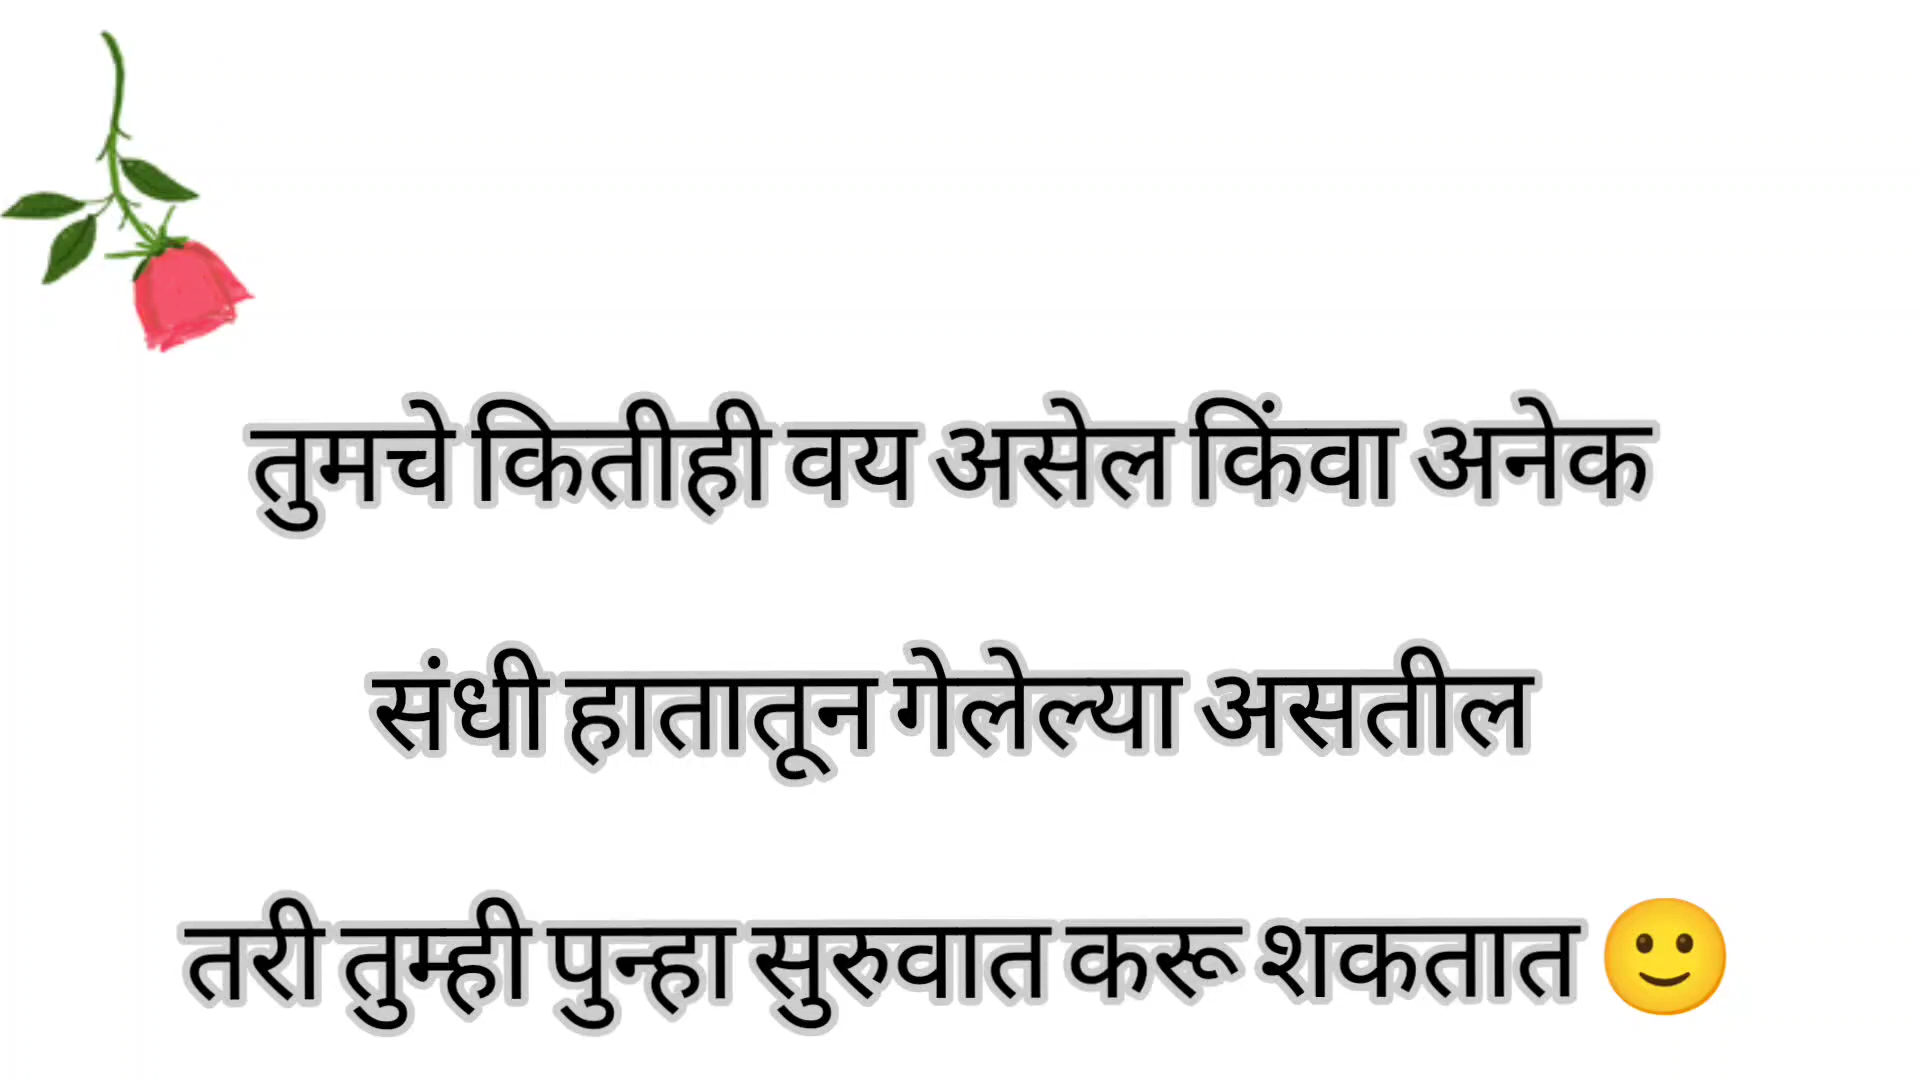 तुमचे कितीही वय असेल किंवा अनेक
संधी हातातून गेलेल्या असतील
तरी तुम्ही पुन्हा सुरुवात करू शकतात 🙂